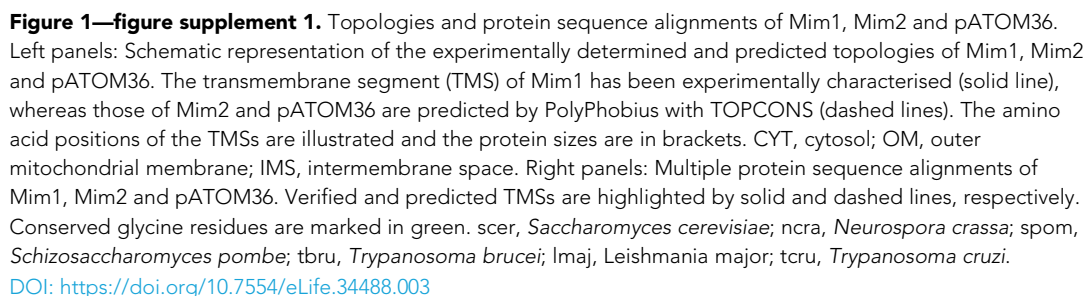 Figure 1—figure supplement 1. Topologies and protein sequence alignments of Mim1, Mim2 and pATOM36.
Left panels: Schematic representation of the experimentally determined and predicted topologies of Mim1, Mim2
and pATOM36. The transmembrane segment (TMS) of Mim1 has been experimentally characterised (solid line),
whereas those of Mim2 and pATOM36 are predicted by PolyPhobius with TOPCONS (dashed lines). The amino
acid positions of the TMSs are illustrated and the protein sizes are in brackets. CYT, cytosol; OM, outer
mitochondrial membrane; IMS, intermembrane space. Right panels: Multiple protein sequence alignments of
Mim1, Mim2 and pATOM36. Verified and predicted TMSs are highlighted by solid and dashed lines, respectively.
Conserved glycine residues are marked in green. scer, Saccharomyces cerevisiae; ncra, Neurospora crassa; spom,
Schizosaccharomyces pombe; tbru, Trypanosoma brucei; lmaj, Leishmania major; tcru, Trypanosoma cruzi.
DOI: https://doi.org/10.7554/eLife.34488.003